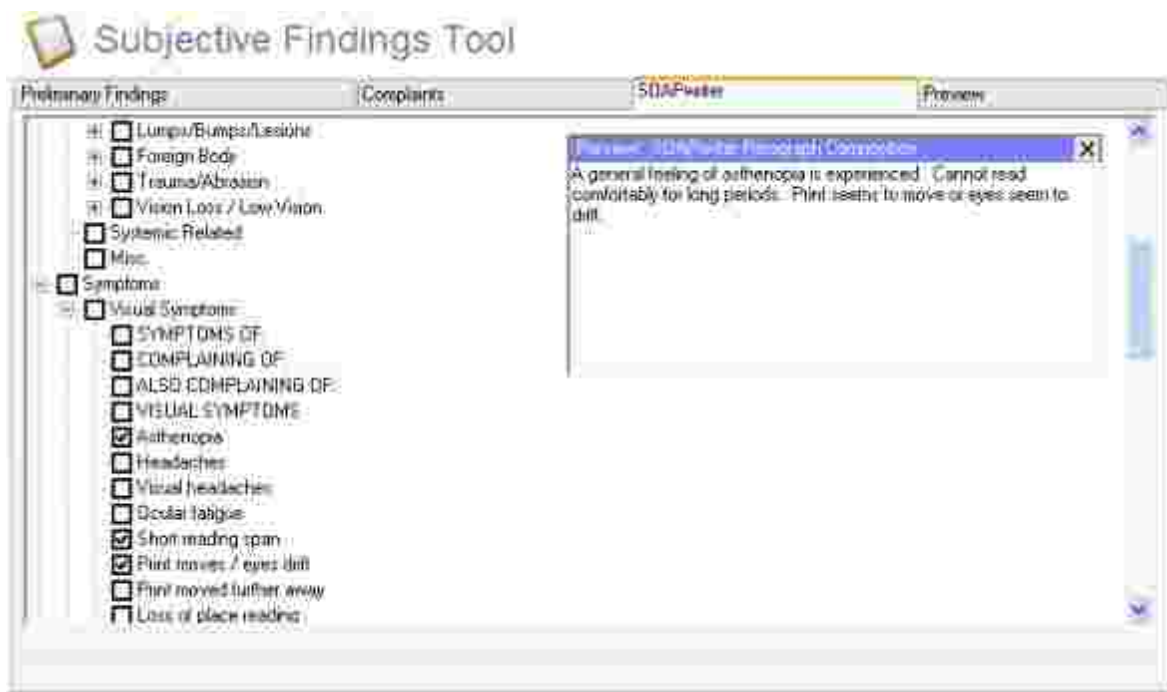 Subjective Findings Tool
Preliminary Findings
Complaints
SOAPwriter
Preview
Lumps/Bumps/Lesions
Foreign Body
Trauma/Abrasion
Vision Loss / Low Vision
Systemic Related
Misc.
Symptoms
Visual Symptoms
SYMPTOMS OF
COMPLAINING OF
ALSO COMPLAINING OF:
VISUAL SYMPTOMS
Asthenopia
Headaches
Visual headaches
Ocular fatigue
Short reading span
Print moves / eyes drift
Print moved further away
Loss of place reading
Preview: SOAPwriter Paragraph Composition
A general feeling of asthenopia is experienced. Cannot read
comfortably for long periods. Print seems to move or eyes seem to
drift.